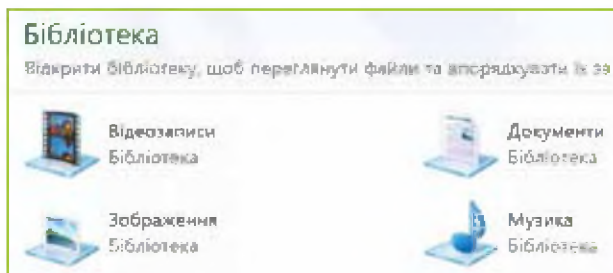 Бібліотека
Відкрити бібліотеку, щоб переглянути файли та впорядкувати їх за
Відеозаписи
Бібліотека
Документи
Бібліотека
Зображення
Бібліотека
Музика
Бібліотека